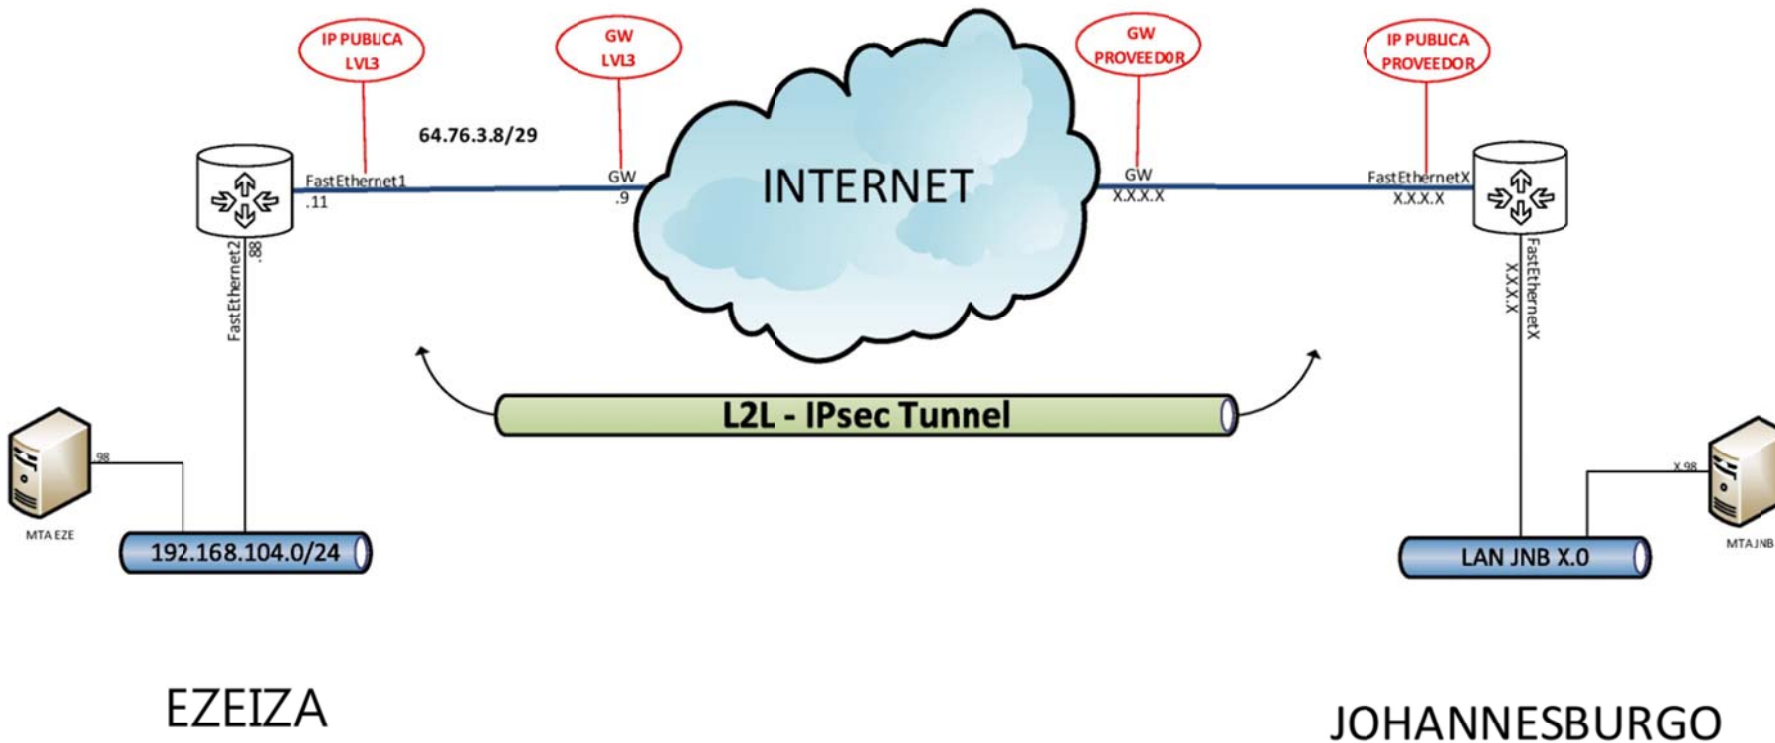 IP PUBLICA
LVL3
GW
LVL3
GW
PROVEEDOR
IP PUBLICA
PROVEEDOR
64.76.3.8/29
FastEthernet1
.11
GW
.9
INTERNET
GW
X.X.X.X
FastEthernetX
X.X.X.X
FastEthernet2
.88
FastEthernetX
X.X.X.X
L2L - IPsec Tunnel
.98
MTA EZE
192.168.104.0/24
X.98
MTA JNB
LAN JNB X.0
EZEIZA
JOHANNESBURGO